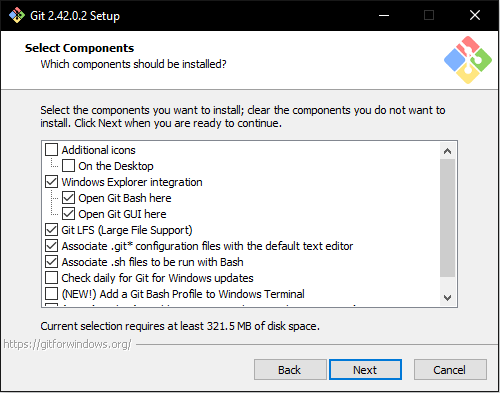 Git 2.42.0.2 Setup
Select Components
Which components should be installed?
Select the components you want to install; clear the components you do not want to
install. Click Next when you are ready to continue.
Additional icons
On the Desktop
Windows Explorer integration
Open Git Bash here
Open Git GUI here
Git LFS (Large File Support)
Associate .git* configuration files with the default text editor
Associate .sh files to be run with Bash
Check daily for Git for Windows updates
(NEW!) Add a Git Bash Profile to Windows Terminal
Current selection requires at least 321.5 MB of disk space.
https://gitforwindows.org/
Back
Next
Cancel